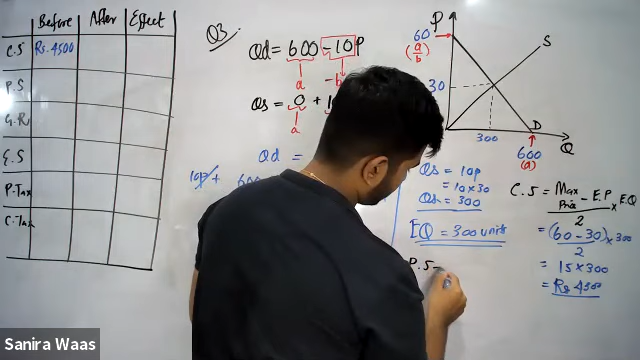 Before After Effect
C.S Rs. 4500
P.S
G.R
E.S
P.Tax
C.Tax
Q3
Qd = 600 - 10P
a -b
Qs = 0 +
a
Qd =
10P +
P
60
(a/b)
30
S
300
D
Q
600
(a)
Qs = 10P
= 10 x 30
Qs = 300
EQ = 300 units
P.S =
C.S = Max Price - E.P x E.Q
2
= (60 - 30) x 300
2
= 15 x 300
= Rs 4500
Sanira Waas